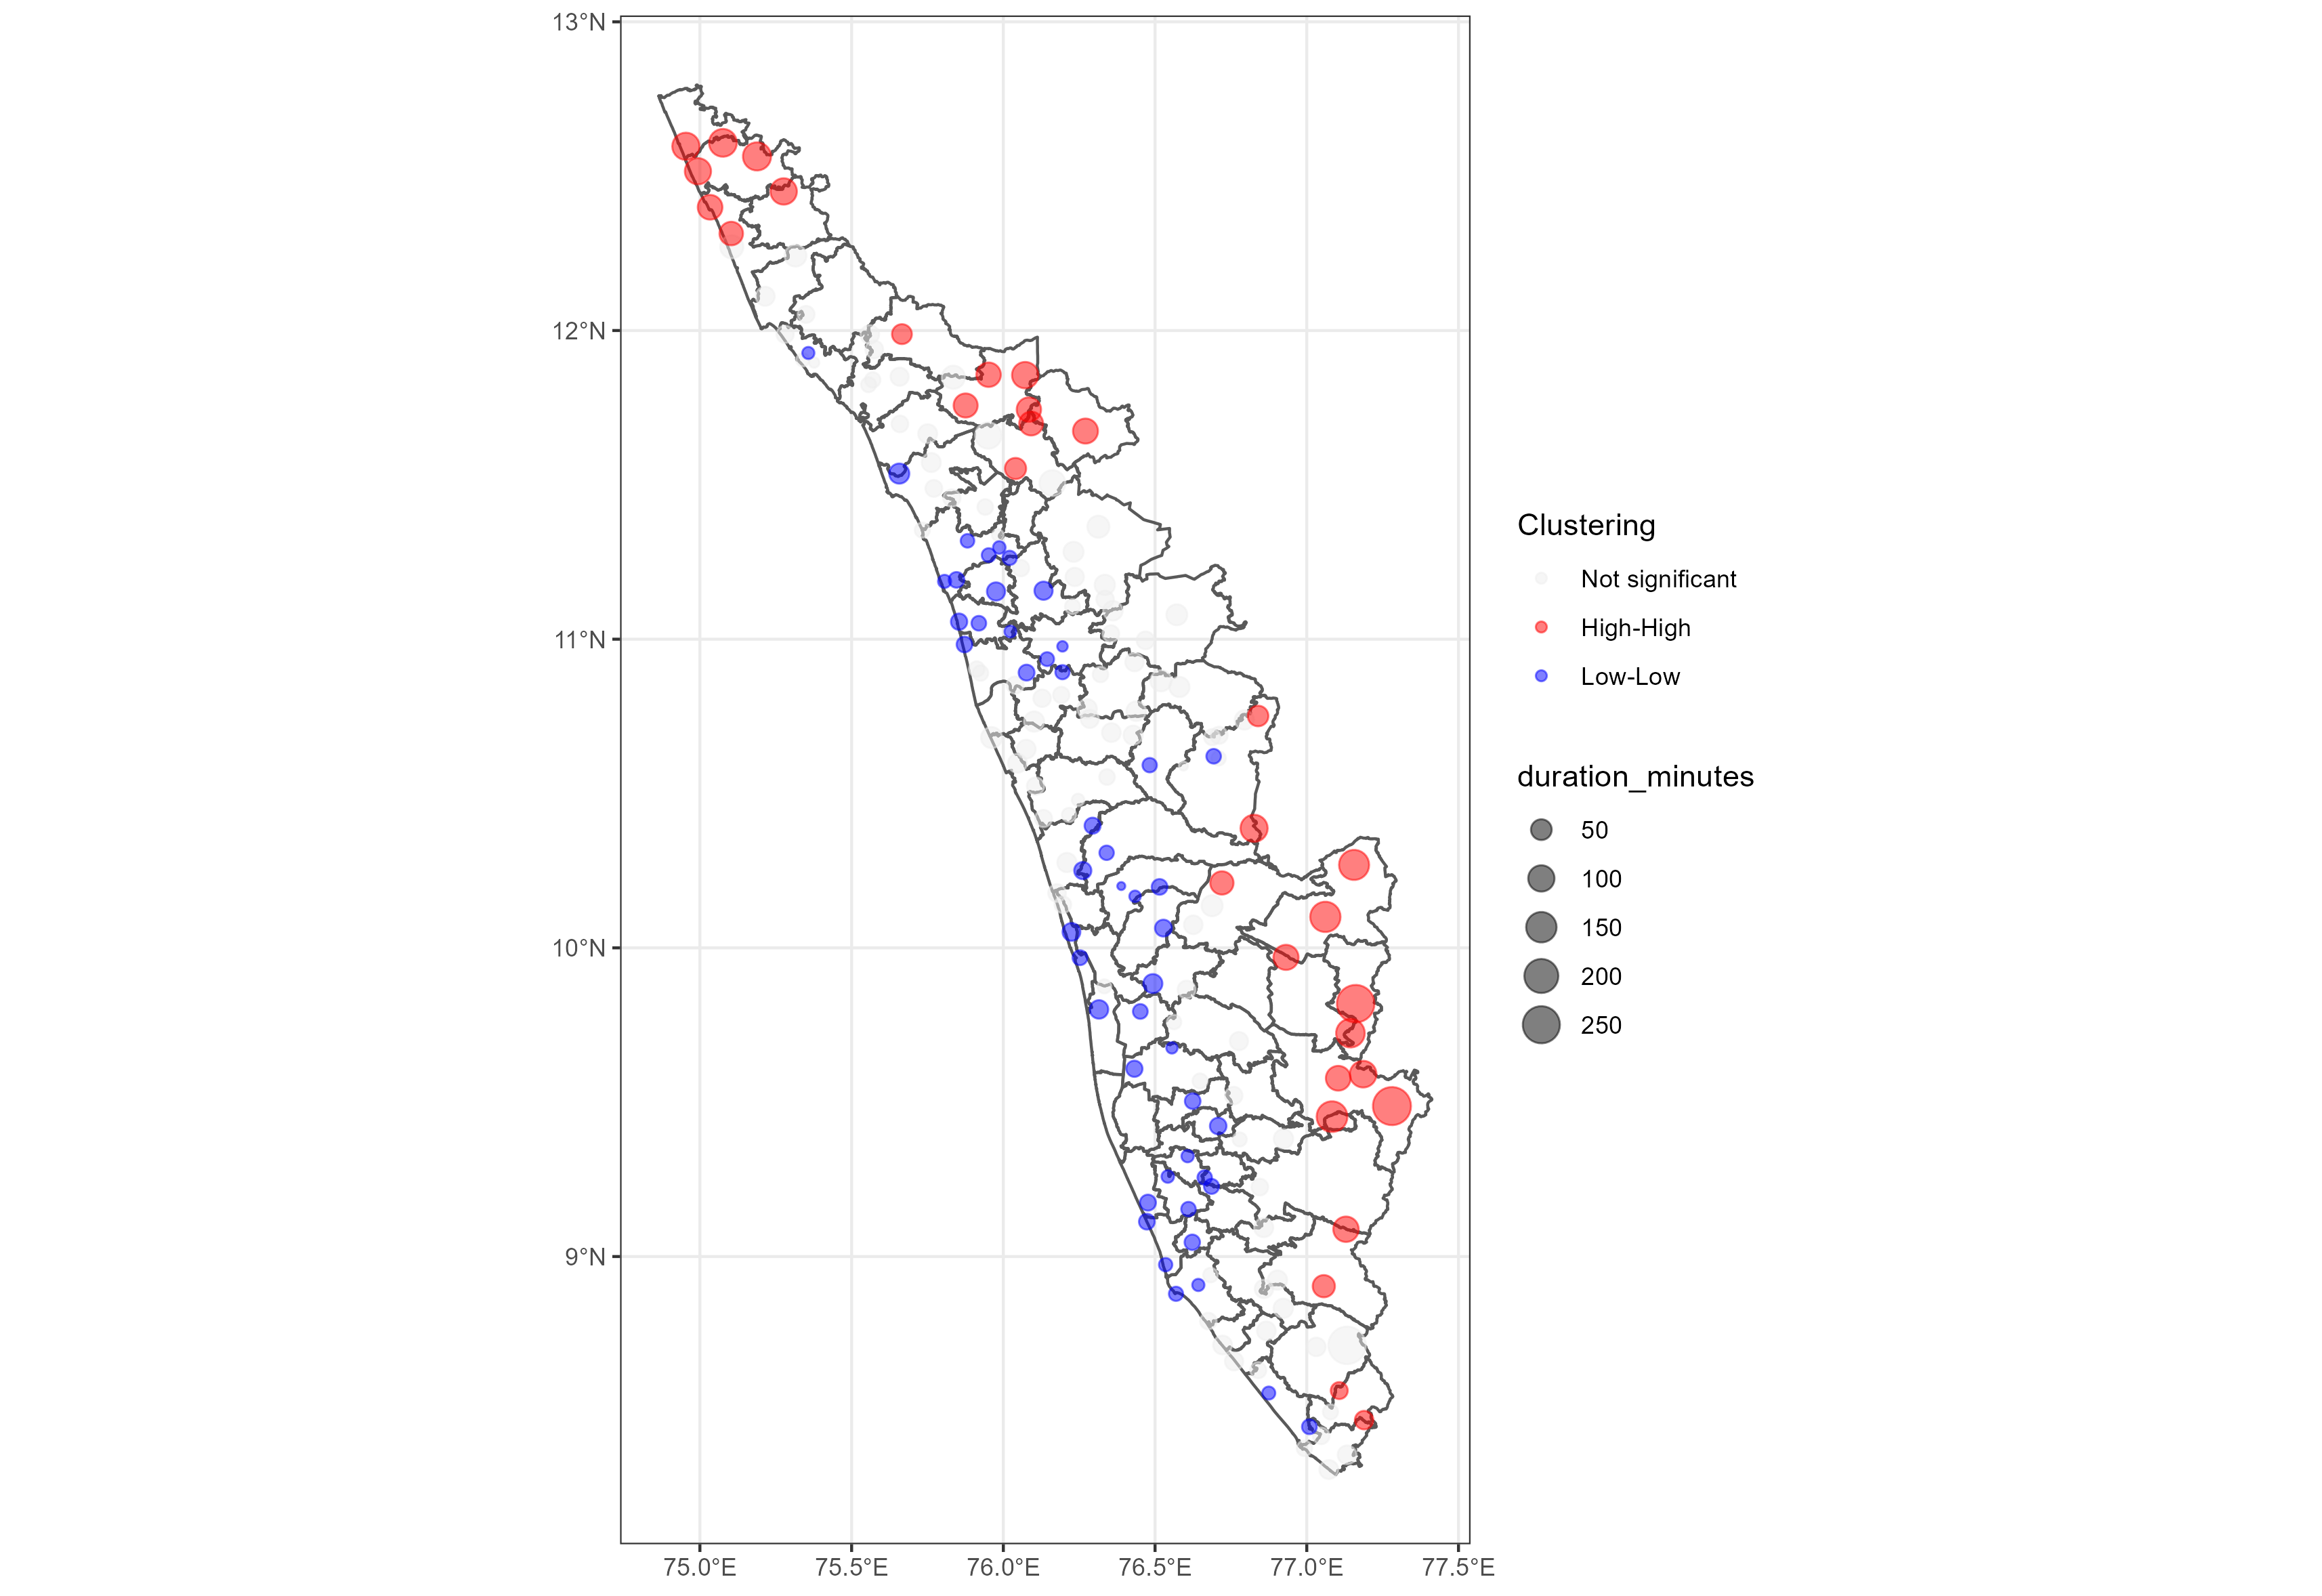 13°N
12°N
11°N
10°N
9°N
75.0°E 75.5°E 76.0°E 76.5°E 77.0°E 77.5°E
Clustering
Not significant
High-High
Low-Low
duration_minutes
50
100
150
200
250